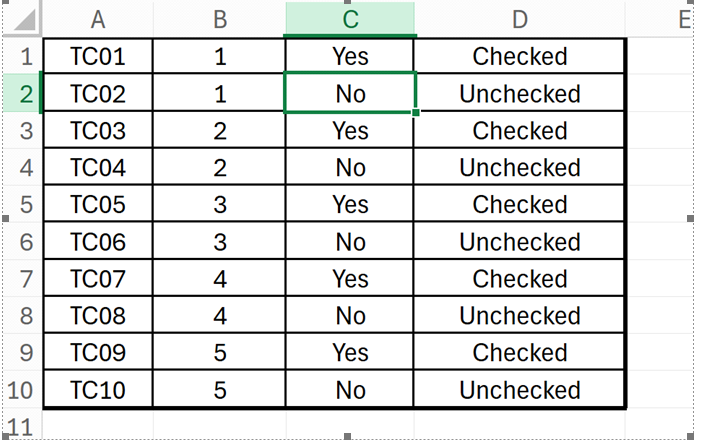 A B C D E
1 TC01 1 Yes Checked
2 TC02 1 No Unchecked
3 TC03 2 Yes Checked
4 TC04 2 No Unchecked
5 TC05 3 Yes Checked
6 TC06 3 No Unchecked
7 TC07 4 Yes Checked
8 TC08 4 No Unchecked
9 TC09 5 Yes Checked
10 TC10 5 No Unchecked
11